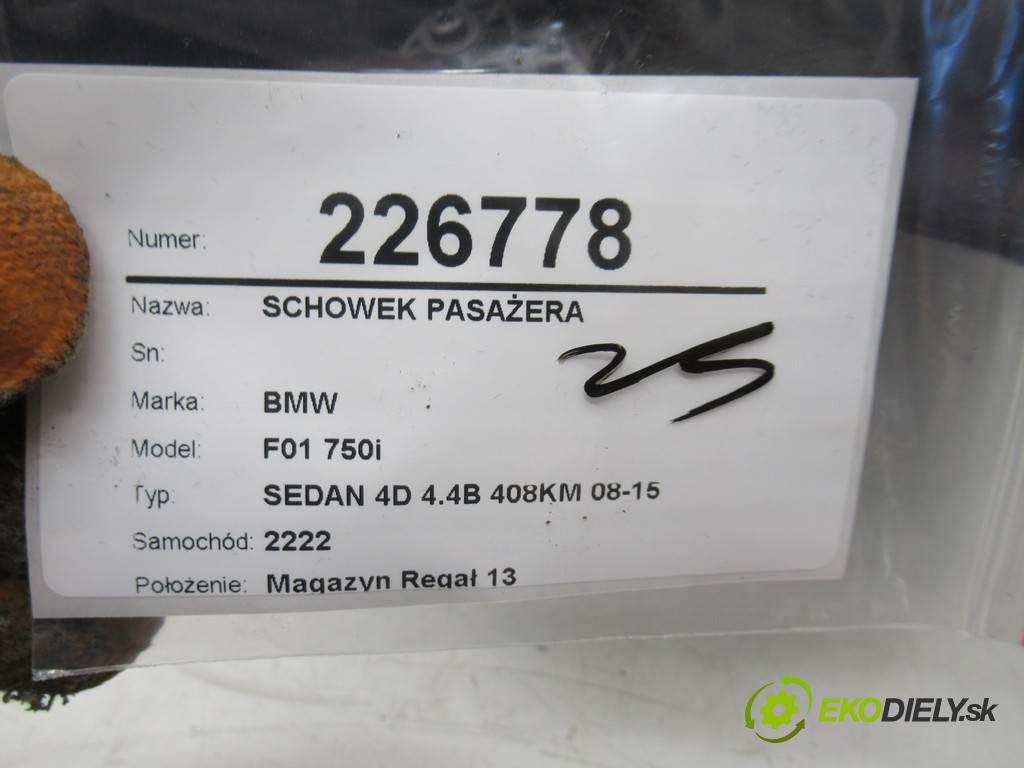 Numer: 226778
Nazwa: SCHOWEK PASAŻERA
Sn:
25
Marka: BMW
Model: F01 750i
Typ: SEDAN 4D 4.4B 408KM 08-15
Samochód: 2222
Położenie: Magazyn Regał 13
EKODIELY.sk